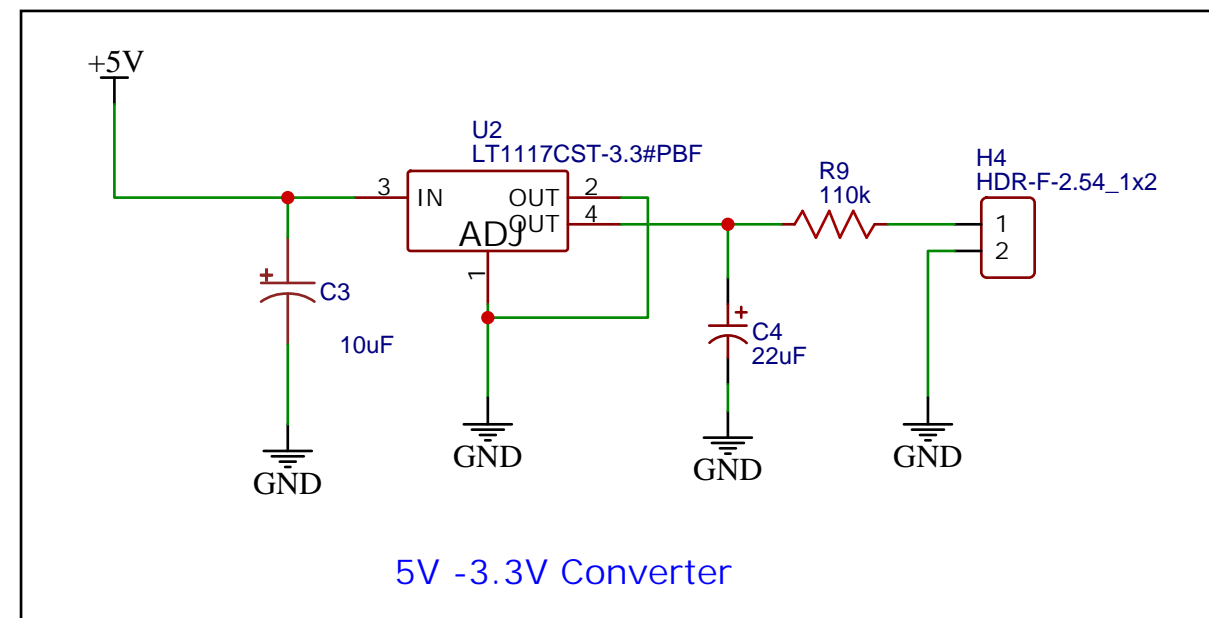 +5V
U2
LT1117CST-3.3#PBF
3
IN
OUT
2
OUT
4
ADJ
1
R9
110k
H4
HDR-F-2.54_1x2
1
2
+
C3
10uF
+
C4
22uF
GND
GND
GND
GND
5V -3.3V Converter